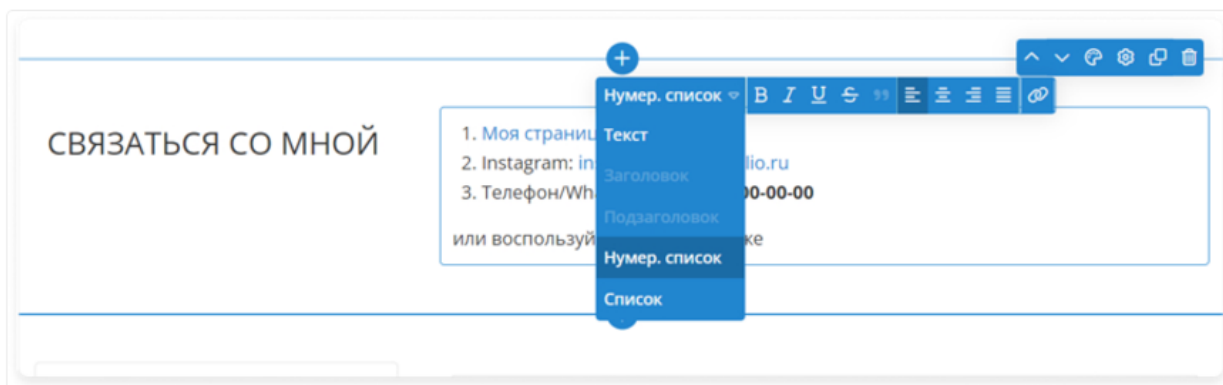 Нумер. список B I U S
СВЯЗАТЬСЯ СО МНОЙ
1. Моя страниц
2. Instagram: in lio.ru
3. Телефон/Wh 00-00-00
или воспользуй ке
Текст
Заголовок
Подзаголовок
Нумер. список
Список